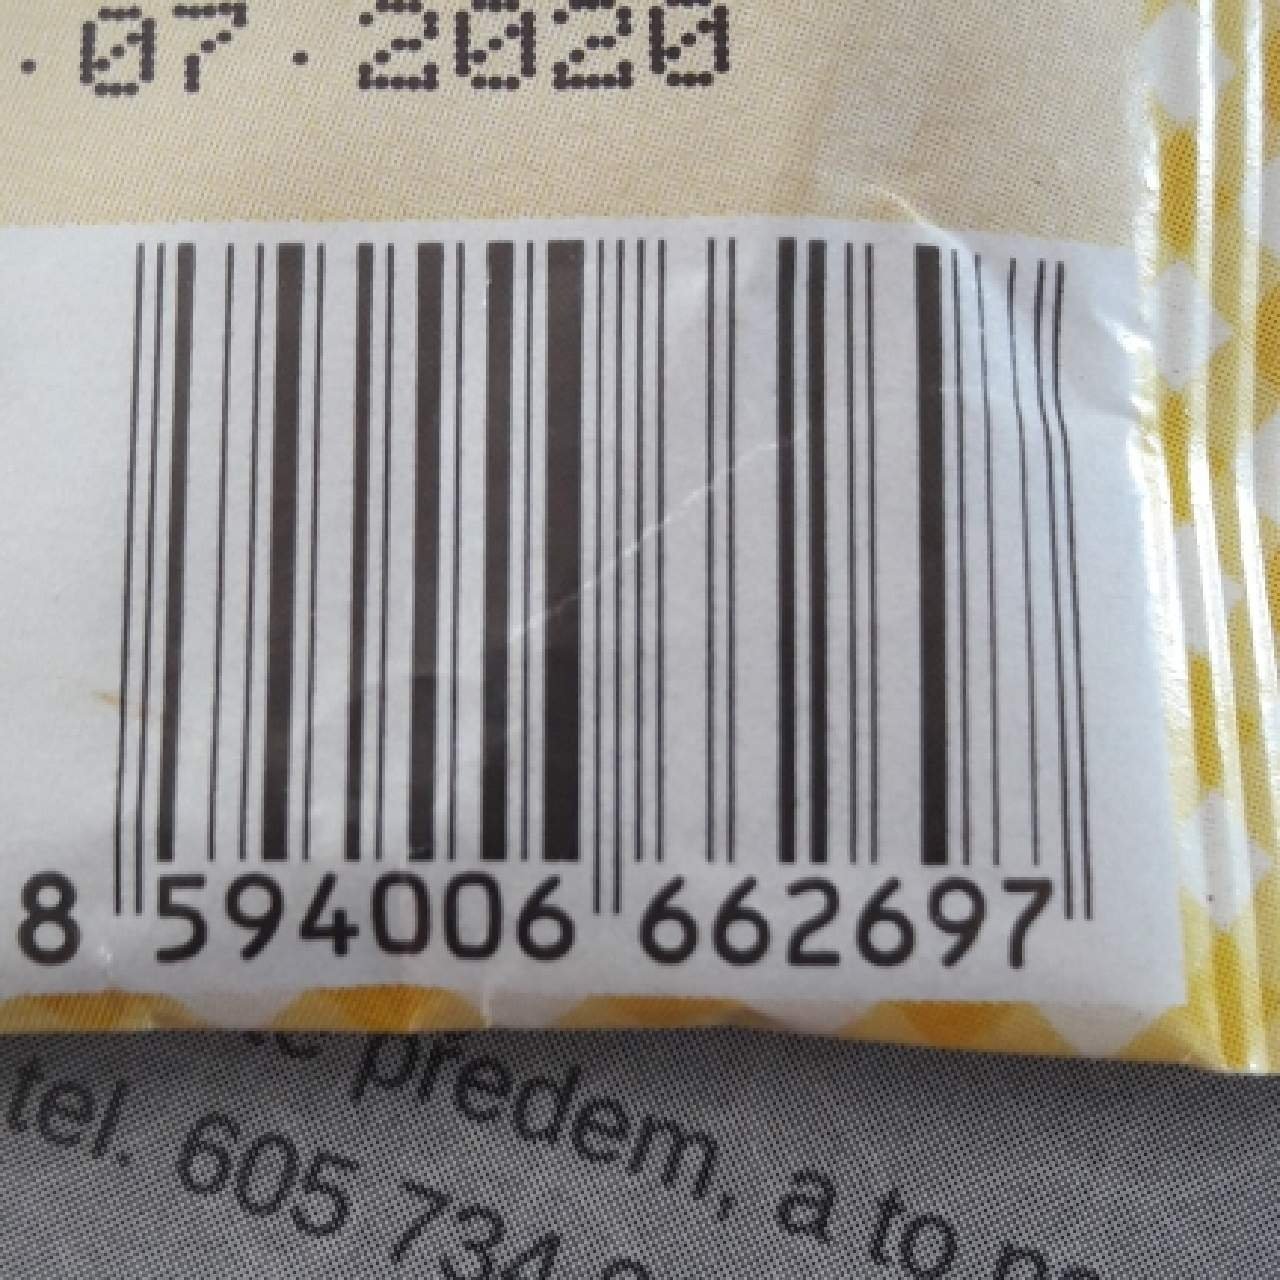 .07.2020
8 594006 662697
predem, a to
tel. 605 734